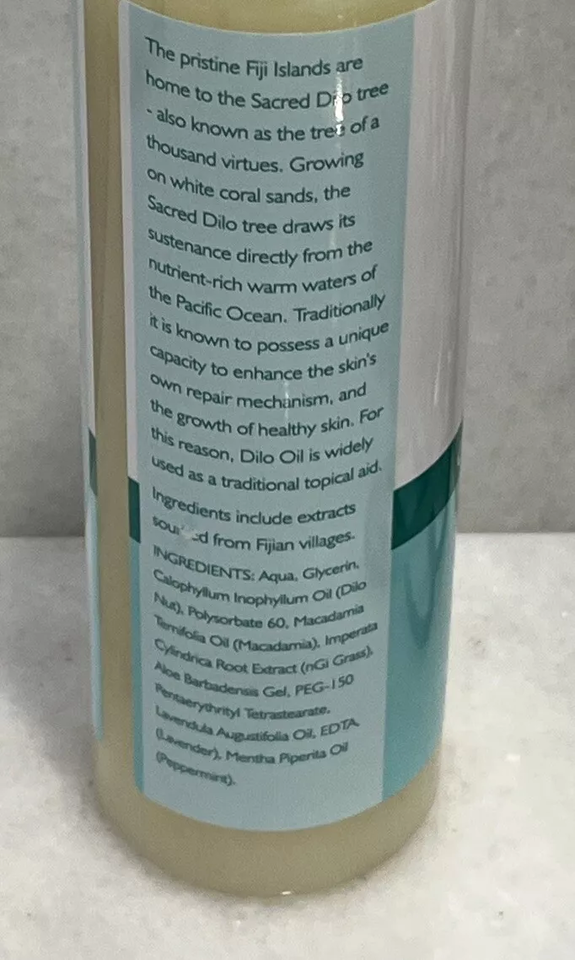 The pristine Fiji Islands are
home to the Sacred Dilo tree
- also known as the tree of a
thousand virtues. Growing
on white coral sands, the
Sacred Dilo tree draws its
sustenance directly from the
nutrient-rich warm waters of
the Pacific Ocean. Traditionally
it is known to possess a unique
capacity to enhance the skin's
own repair mechanism, and
the growth of healthy skin. For
this reason, Dilo Oil is widely
used as a traditional topical aid.
Ingredients include extracts
sourced from Fijian villages.
INGREDIENTS: Aqua, Glycerin,
Calophyllum Inophyllum Oil (Dilo
Nut), Polysorbate 60, Macadamia
Ternifolia Oil (Macadamia), Imperata
Cylindrica Root Extract (nGi Grass),
Aloe Barbadensis Gel, PEG-150
Pentaerythrityl Tetrastearate,
Lavendula Augustifolia Oil, EDTA
(Lavender), Mentha Piperita Oil
(Peppermint).